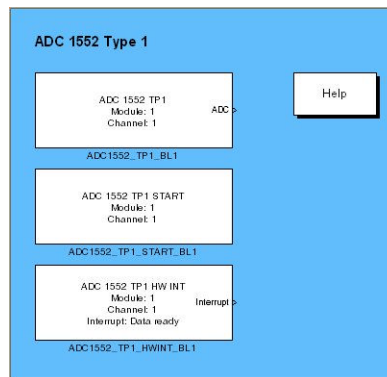 ADC 1552 Type 1
ADC 1552 TP1
Module: 1
Channel: 1
ADC
ADC1552_TP1_BL1
Help
ADC 1552 TP1 START
Module: 1
Channel: 1
ADC1552_TP1_START_BL1
ADC 1552 TP1 HW INT
Module: 1
Channel: 1
Interrupt: Data ready
Interrupt
ADC1552_TP1_HWINT_BL1